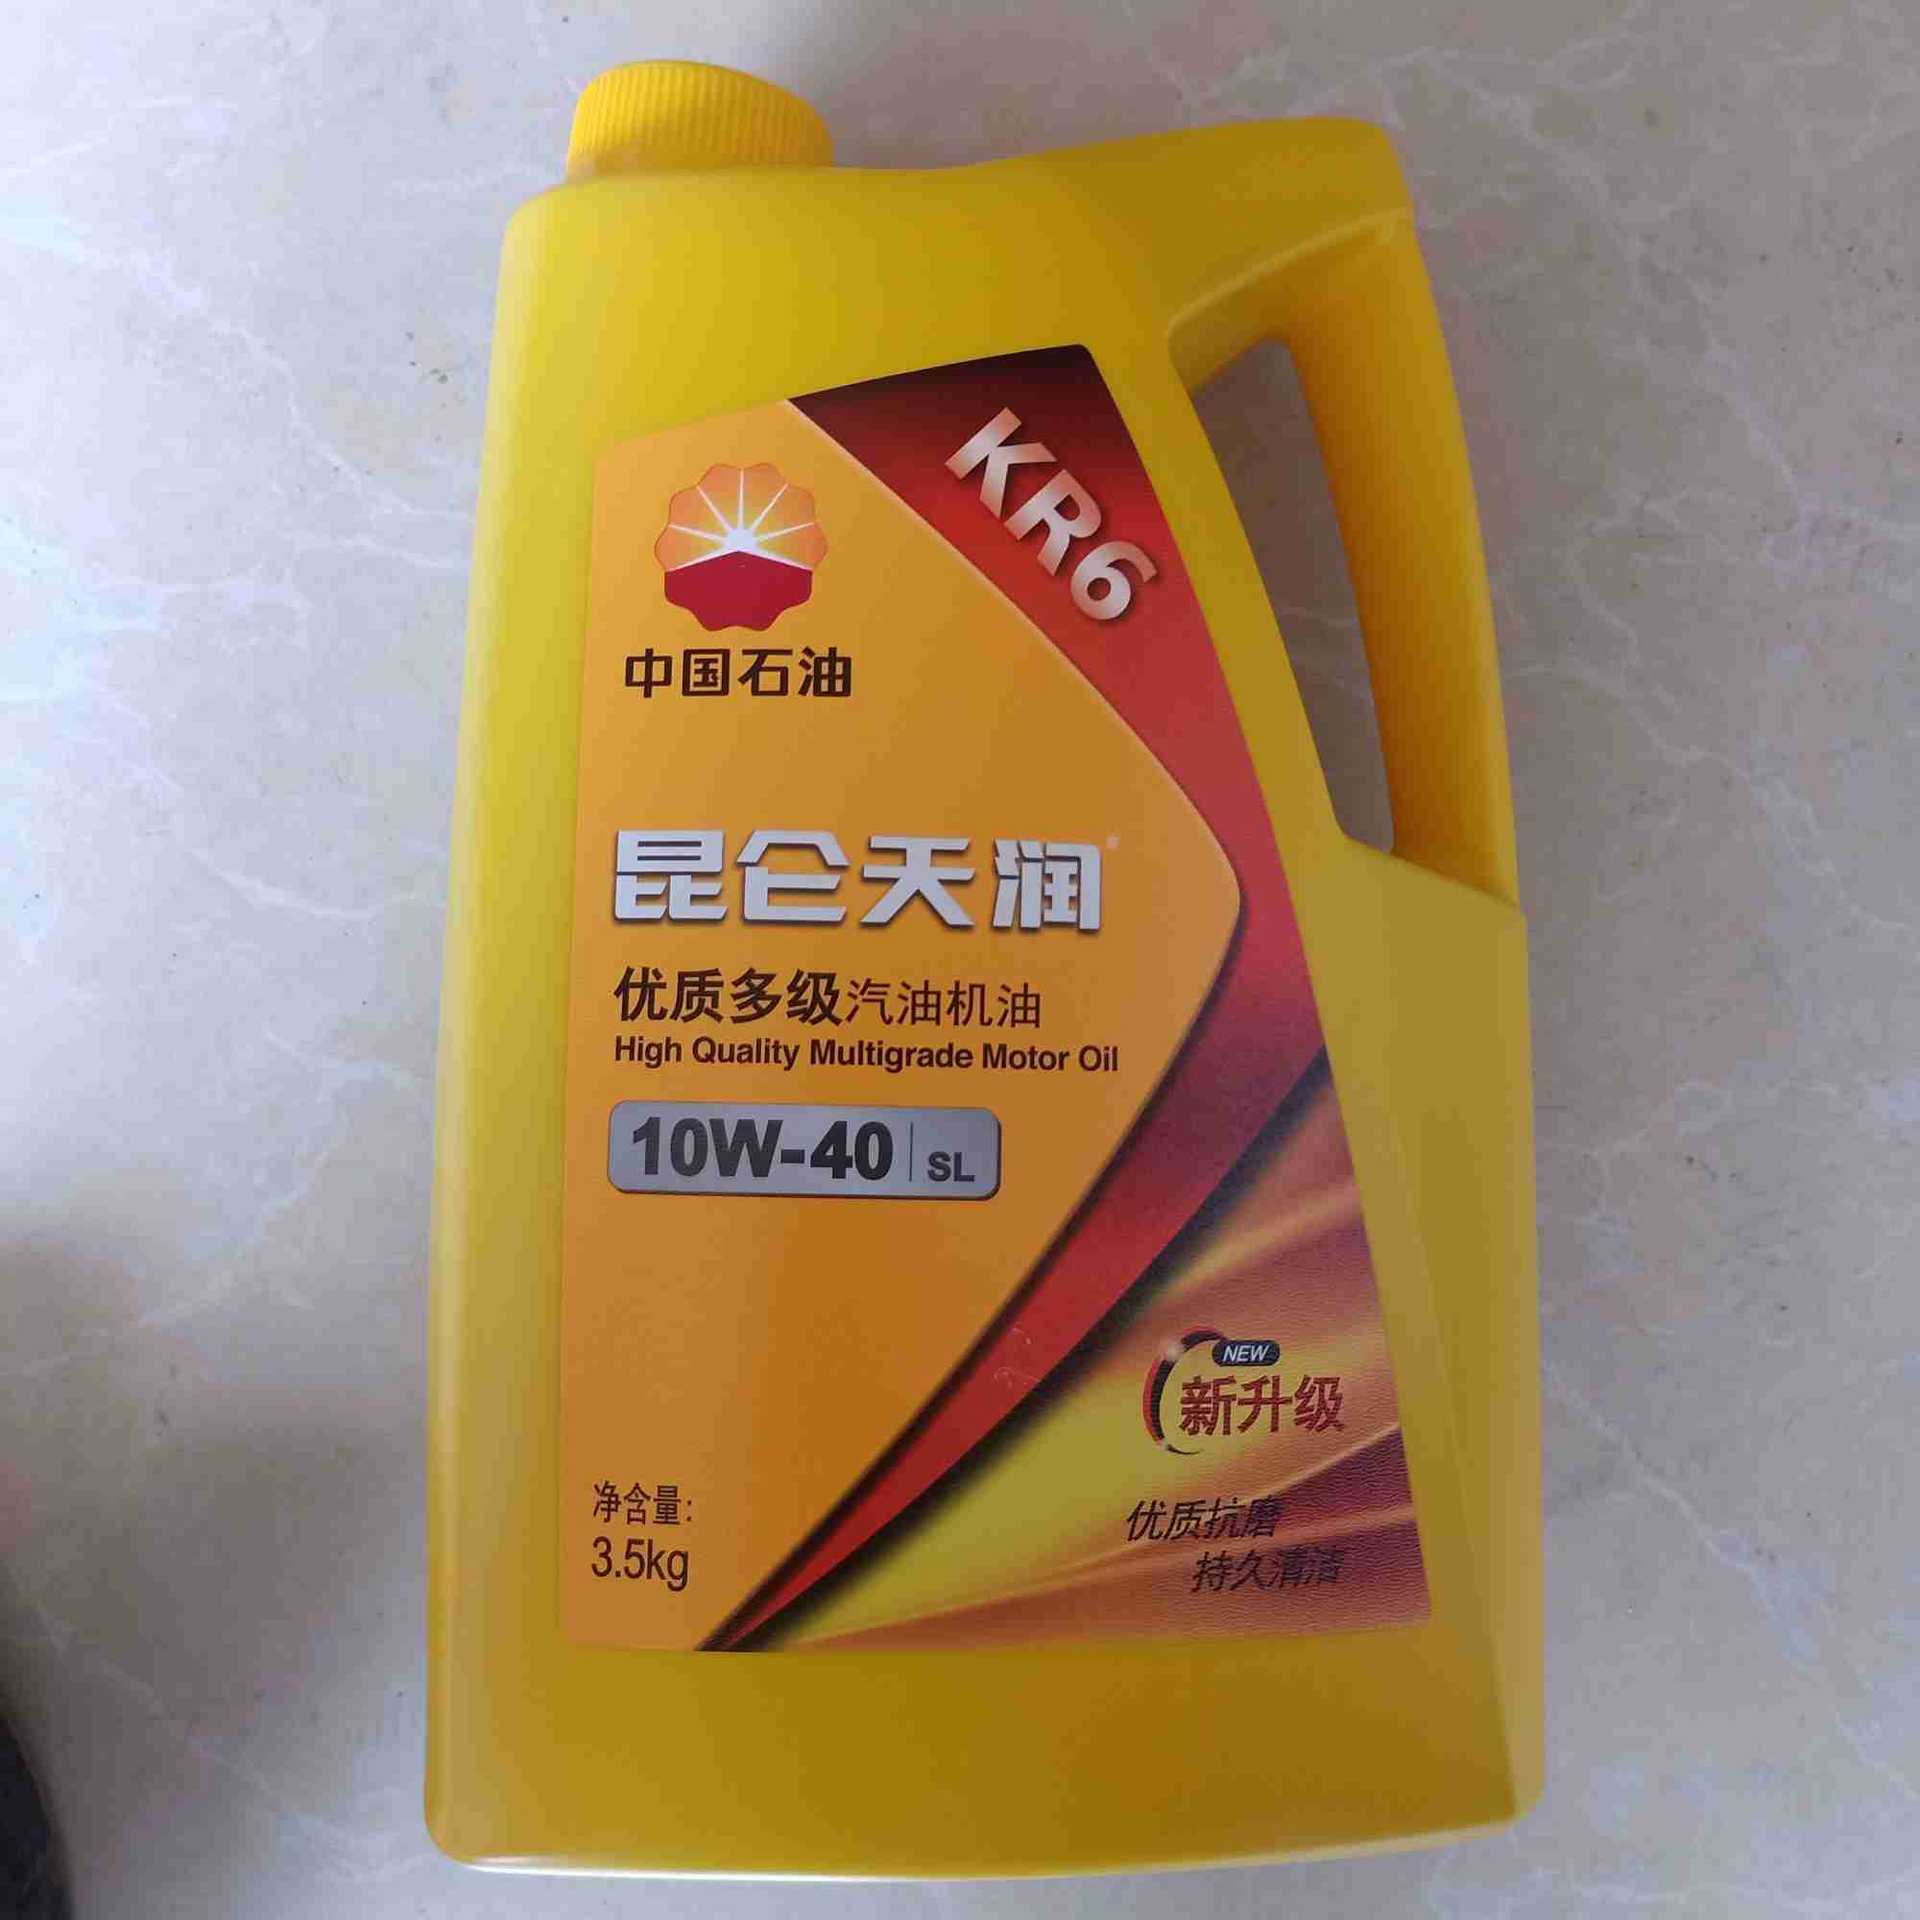 KR6
中国石油
昆仑天润
优质多级汽油机油
High Quality Multigrade Motor Oil
10W-40 SL
NEW
新升级
净含量:
3.5kg
优质抗磨
持久清洁